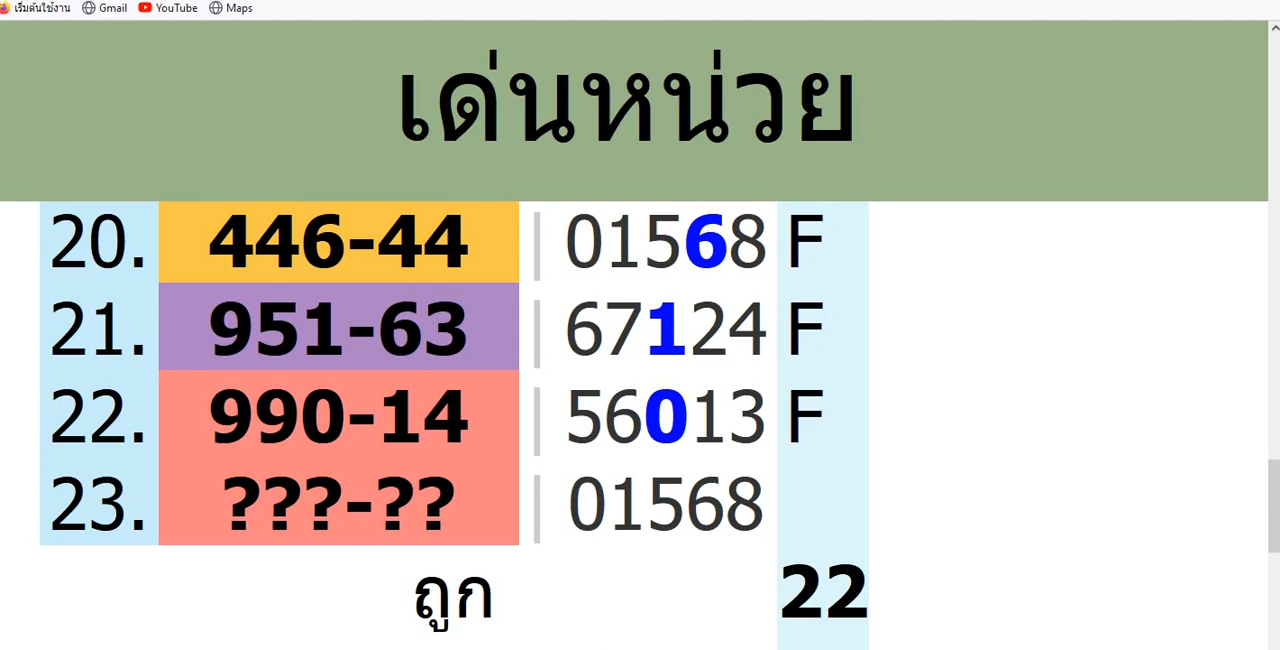 เริ่มต้นใช้งาน Gmail YouTube Maps
เด่นหน่วย
20. 446-44 | 01568 F
21. 951-63 | 67124 F
22. 990-14 | 56013 F
23. ???-?? | 01568
ถูก 22